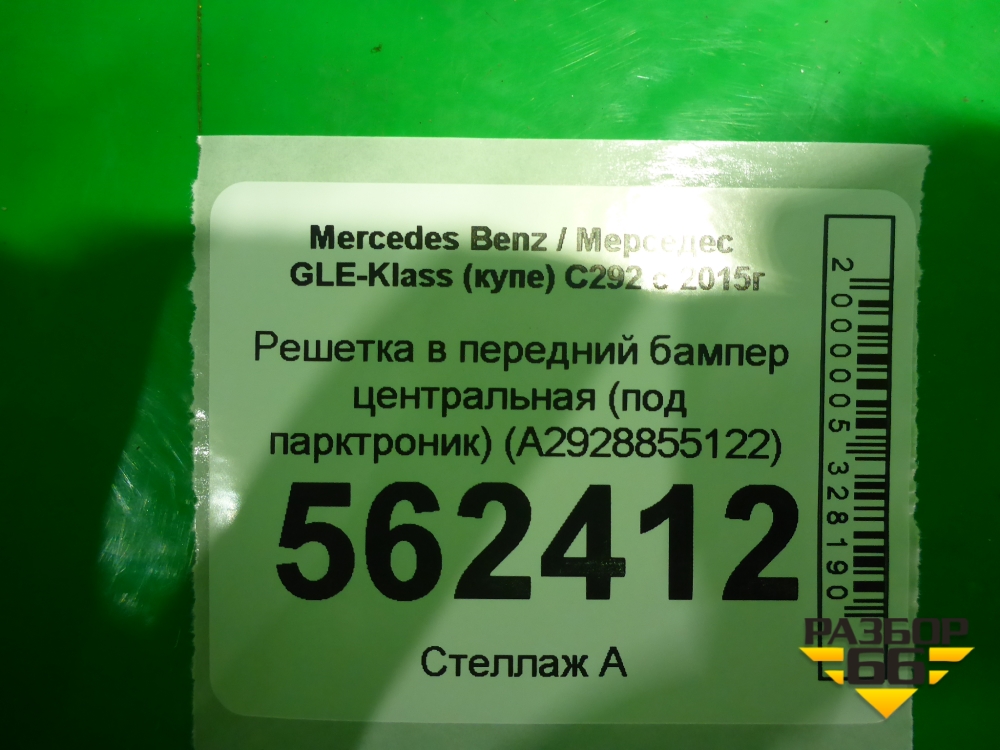 Mercedes Benz / Мерседес
GLE-Klass (купе) C292 с 2015г
Решетка в передний бампер
центральная (под
парктроник) (A2928855122)
562412
Стеллаж А
2000005328190
РАЗБОР
66